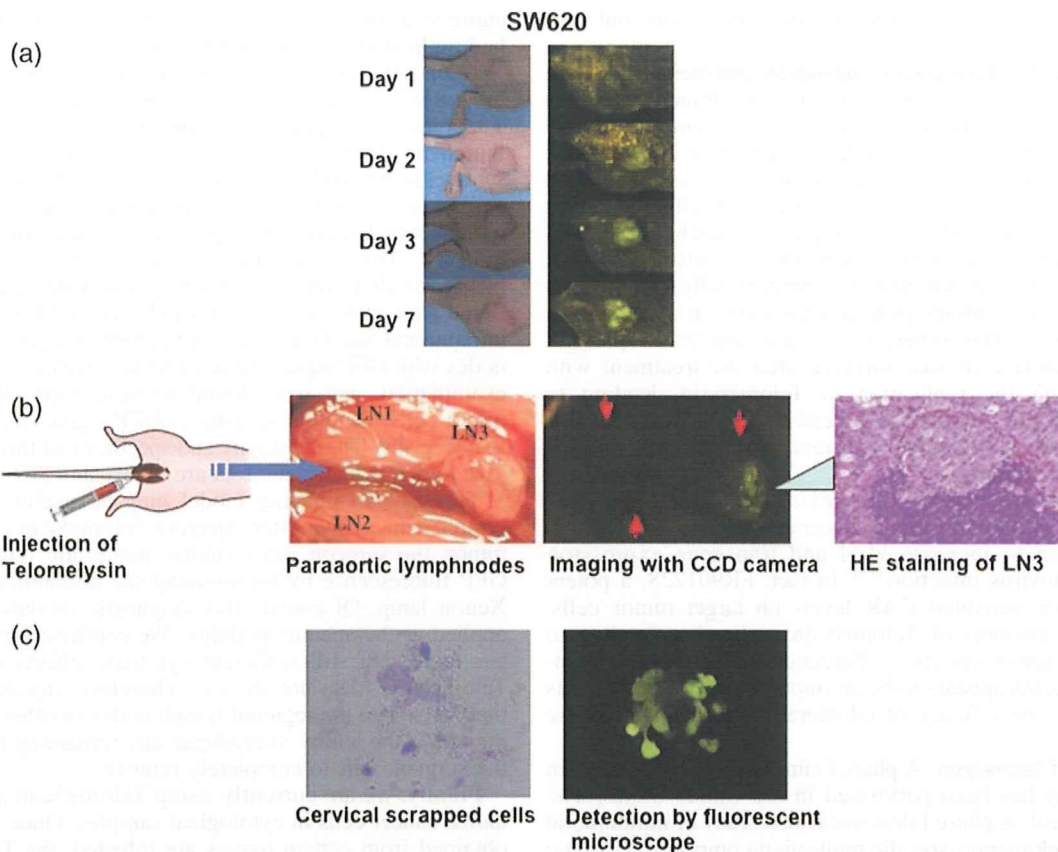 SW620
(a)
Day 1
Day 2
Day 3
Day 7
(b)
LN1
LN3
LN2
Injection of
Telomelysin
Paraaortic lymphnodes
Imaging with CCD camera
HE staining of LN3
(c)
Cervical scrapped cells
Detection by fluorescent
microscope